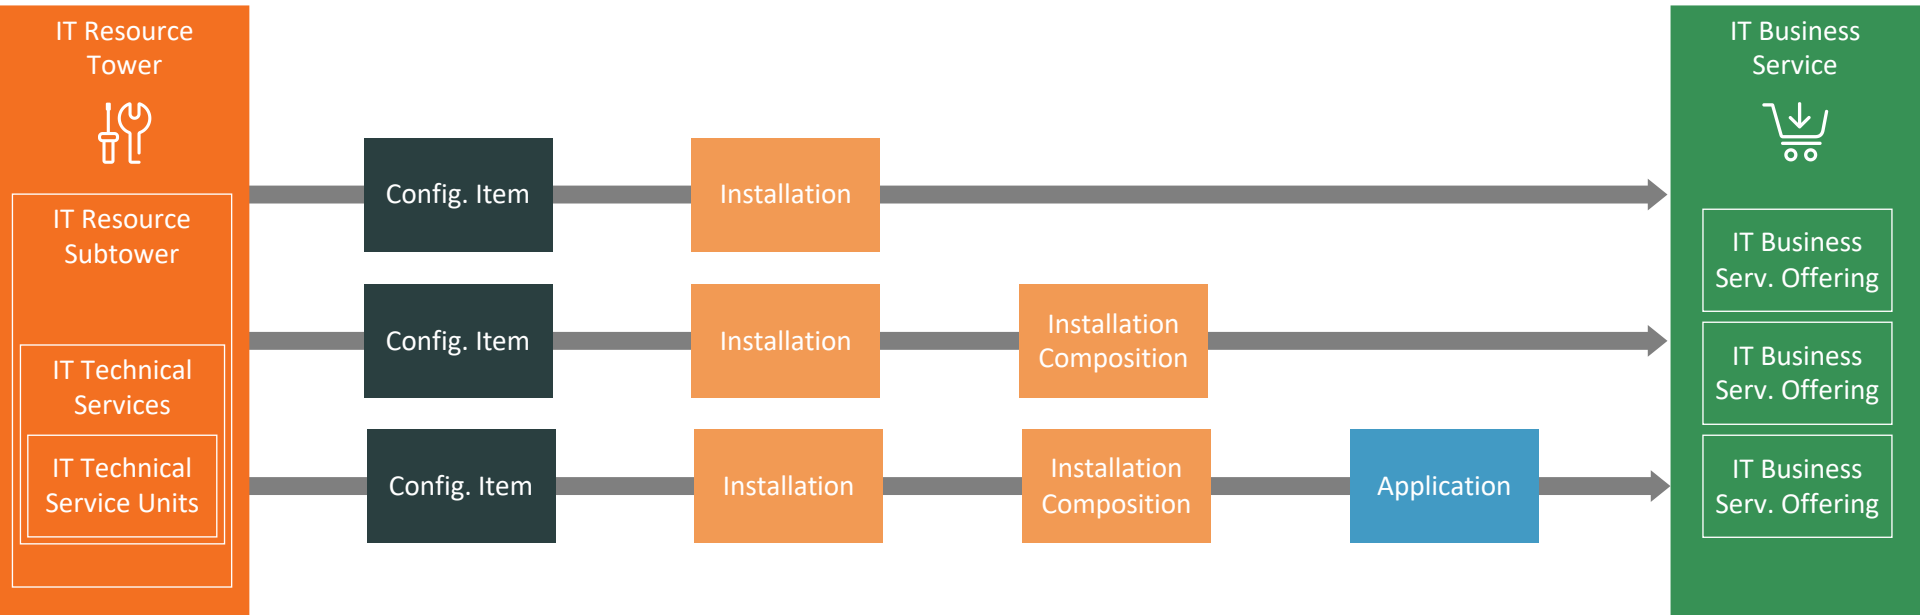 IT Resource
Tower
IT Resource
Subtower
IT Technical
Services
IT Technical
Service Units
Config. Item
Installation
Config. Item
Installation
Installation
Composition
Config. Item
Installation
Installation
Composition
Application
IT Business
Service
IT Business
Serv. Offering
IT Business
Serv. Offering
IT Business
Serv. Offering